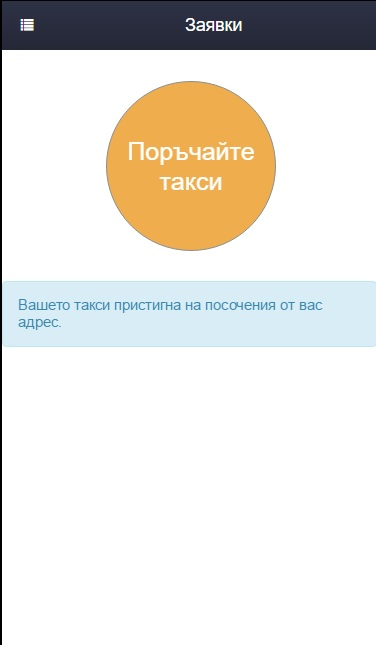 Заявки
Поръчайте
такси
Вашето такси пристигна на посочения от вас
адрес.